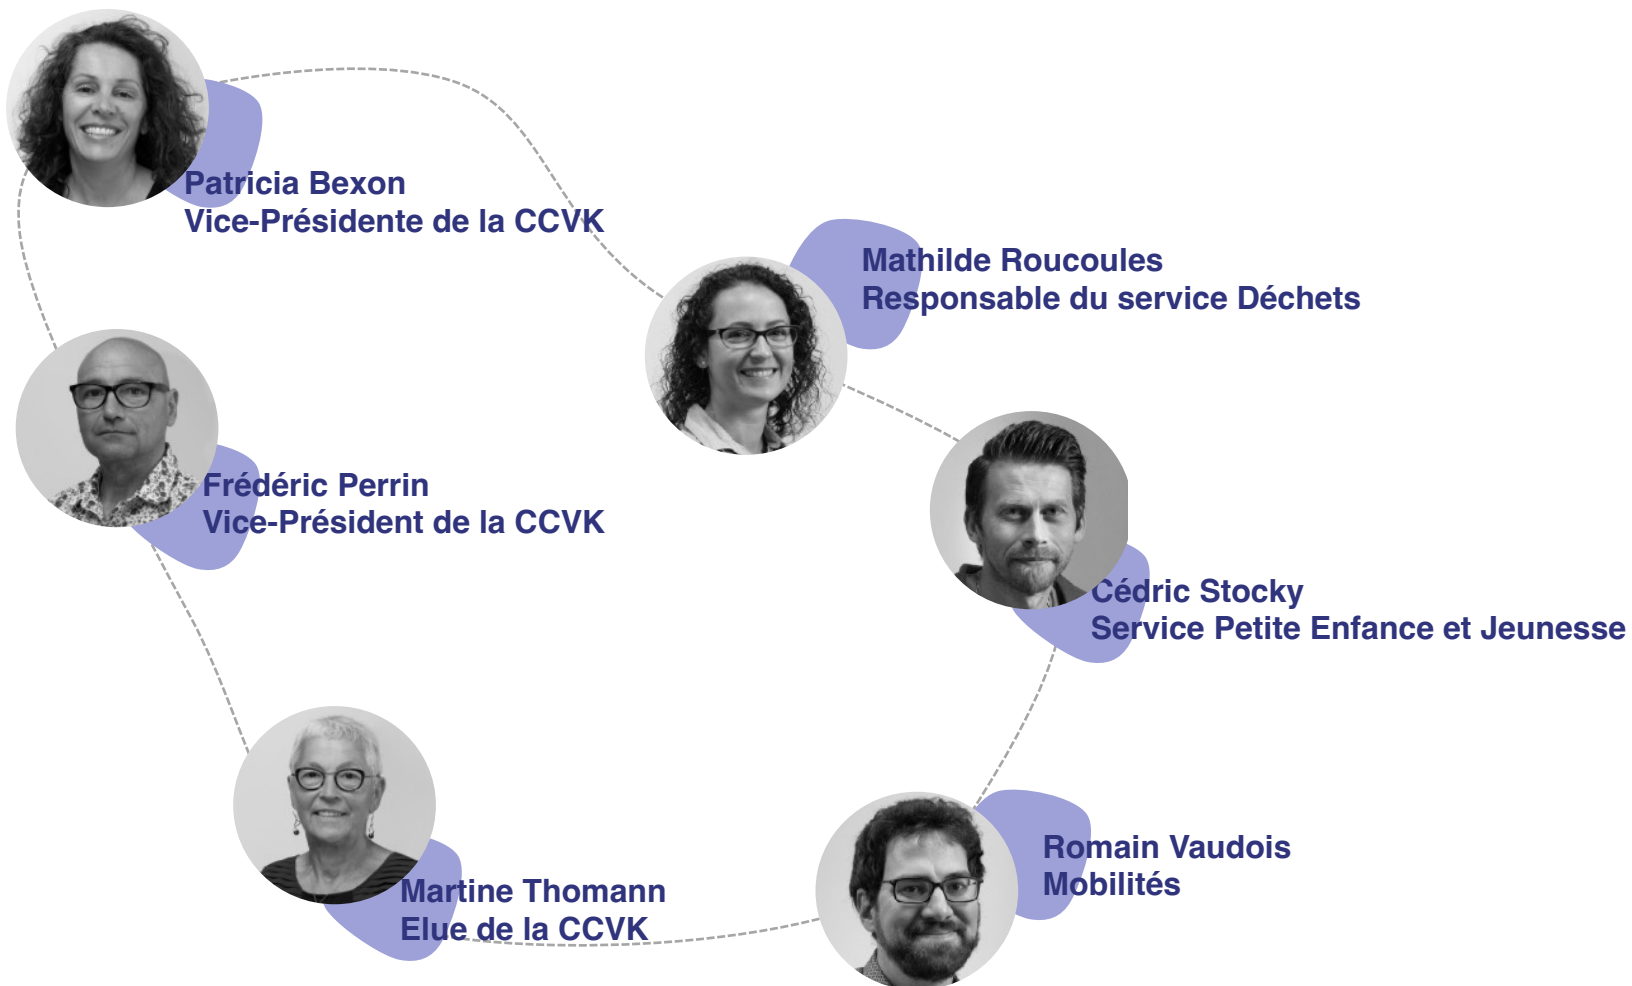 Patricia Bexon
Vice-Présidente de la CCVK
Mathilde Roucoules
Responsable du service Déchets
Frédéric Perrin
Vice-Président de la CCVK
Cédric Stocky
Service Petite Enfance et Jeunesse
Romain Vaudois
Mobilités
Martine Thomann
Elue de la CCVK